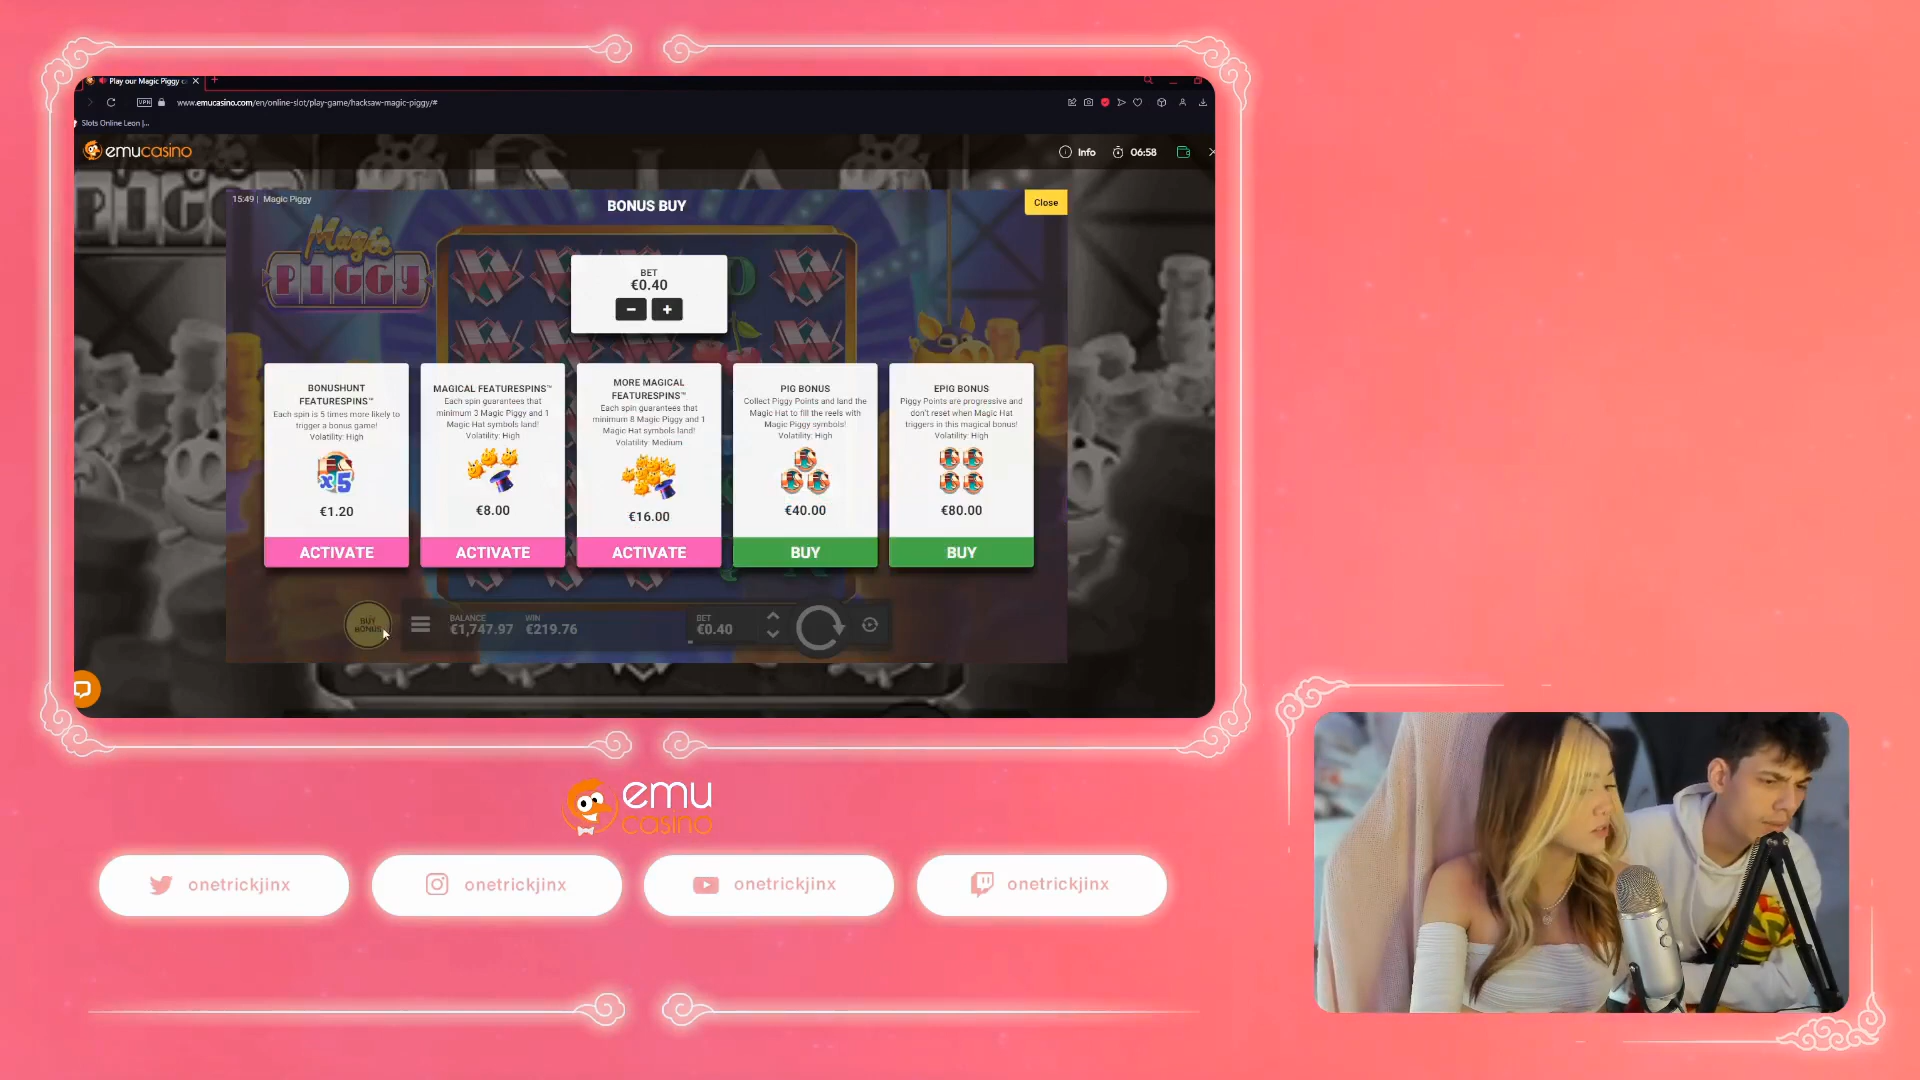 Play our Magic Piggy
VPN
www.emucasino.com/en/online-slot/play-game/hacksaw-magic-piggy/#
Slots Online Leon |...
emucasino
Info
06:58
15:49 | Magic Piggy
BONUS BUY
Close
Magic
PIGGY
BET
€0.40
BONUSHUNT
FEATURESPINS™
Each spin is 5 times more likely to
trigger a bonus game!
Volatility: High
x5
€1.20
ACTIVATE
MAGICAL FEATURESPINS™
Each spin guarantees that
minimum 3 Magic Piggy and 1
Magic Hat symbols land!
Volatility: High
€8.00
ACTIVATE
MORE MAGICAL
FEATURESPINS™
Each spin guarantees that
minimum 8 Magic Piggy and 1
Magic Hat symbols land!
Volatility: Medium
€16.00
ACTIVATE
PIG BONUS
Collect Piggy Points and land the
Magic Hat to fill the reels with
Magic Piggy symbols!
Volatility: High
€40.00
BUY
EPIG BONUS
Piggy Points are progressive and
don't reset when Magic Hat
triggers in this magical bonus!
Volatility: High
€80.00
BUY
BUY
BONUS
BALANCE
€1,747.97
WIN
€219.76
BET
€0.40
emu
casino
onetrickjinx
onetrickjinx
onetrickjinx
onetrickjinx